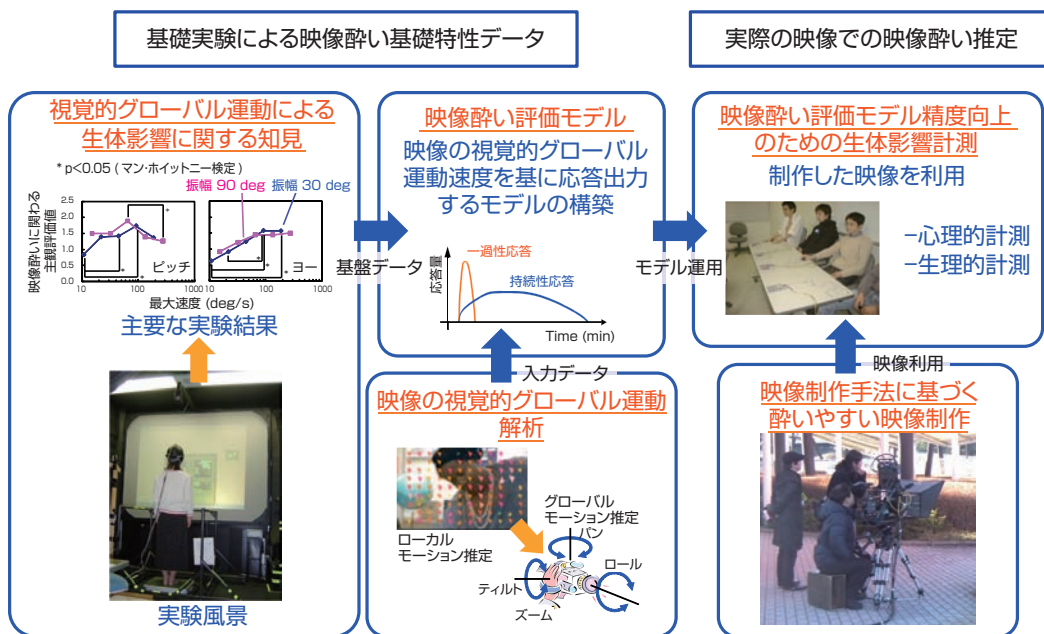 基礎実験による映像酔い基礎特性データ
実際の映像での映像酔い推定
視覚的グローバル運動による
生体影響に関する知見
* p<0.05 ( マン・ホイットニー検定 )
振幅 90 deg
振幅 30 deg
映像酔いに関わる
主観評価値
2.5
2.0
1.5
1.0
0.5
0.0
*
*
*
ピッチ
*
*
*
ヨー
10
100
1000
10
100
1000
最大速度 (deg/s)
主要な実験結果
実験風景
基盤データ
映像酔い評価モデル
映像の視覚的グローバル
運動速度を基に応答出力
するモデルの構築
応答量
一過性応答
持続性応答
Time (min)
入力データ
映像の視覚的グローバル運動
解析
ローカル
モーション推定
グローバル
モーション推定
パン
ロール
ティルト
ズーム
モデル運用
映像酔い評価モデル精度向上
のための生体影響計測
制作した映像を利用
−心理的計測
−生理的計測
映像利用
映像制作手法に基づく
酔いやすい映像制作